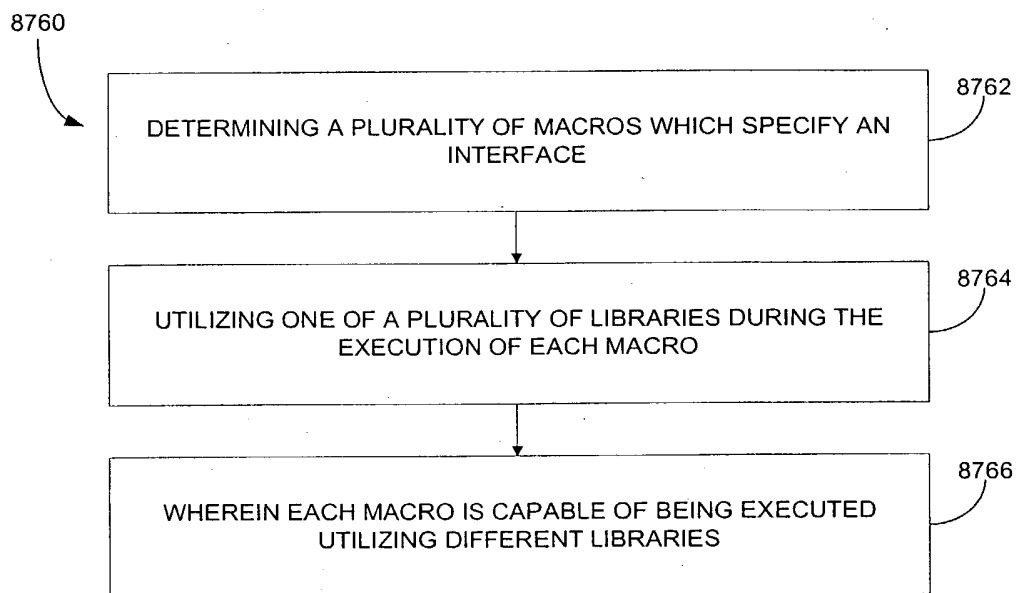 8760
8762
DETERMINING A PLURALITY OF MACROS WHICH SPECIFY AN
INTERFACE
8764
UTILIZING ONE OF A PLURALITY OF LIBRARIES DURING THE
EXECUTION OF EACH MACRO
8766
WHEREIN EACH MACRO IS CAPABLE OF BEING EXECUTED
UTILIZING DIFFERENT LIBRARIES